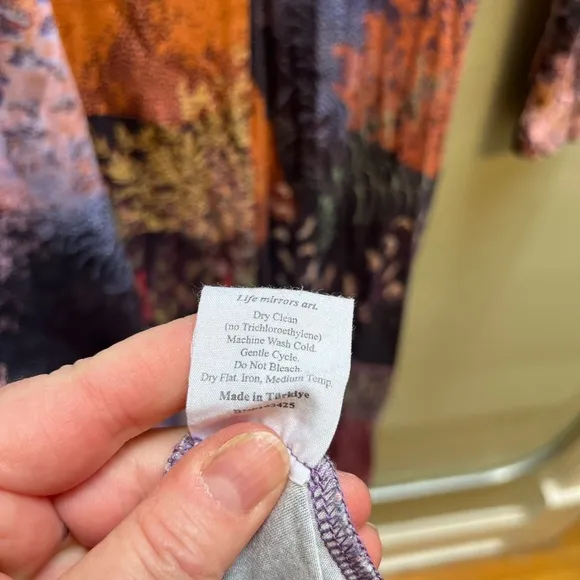 Life mirrors art.
Dry Clean
(no Trichloroethylene)
Machine Wash Cold.
Gentle Cycle.
Do Not Bleach.
Dry Flat. Iron, Medium Temp.
Made in Türkiye